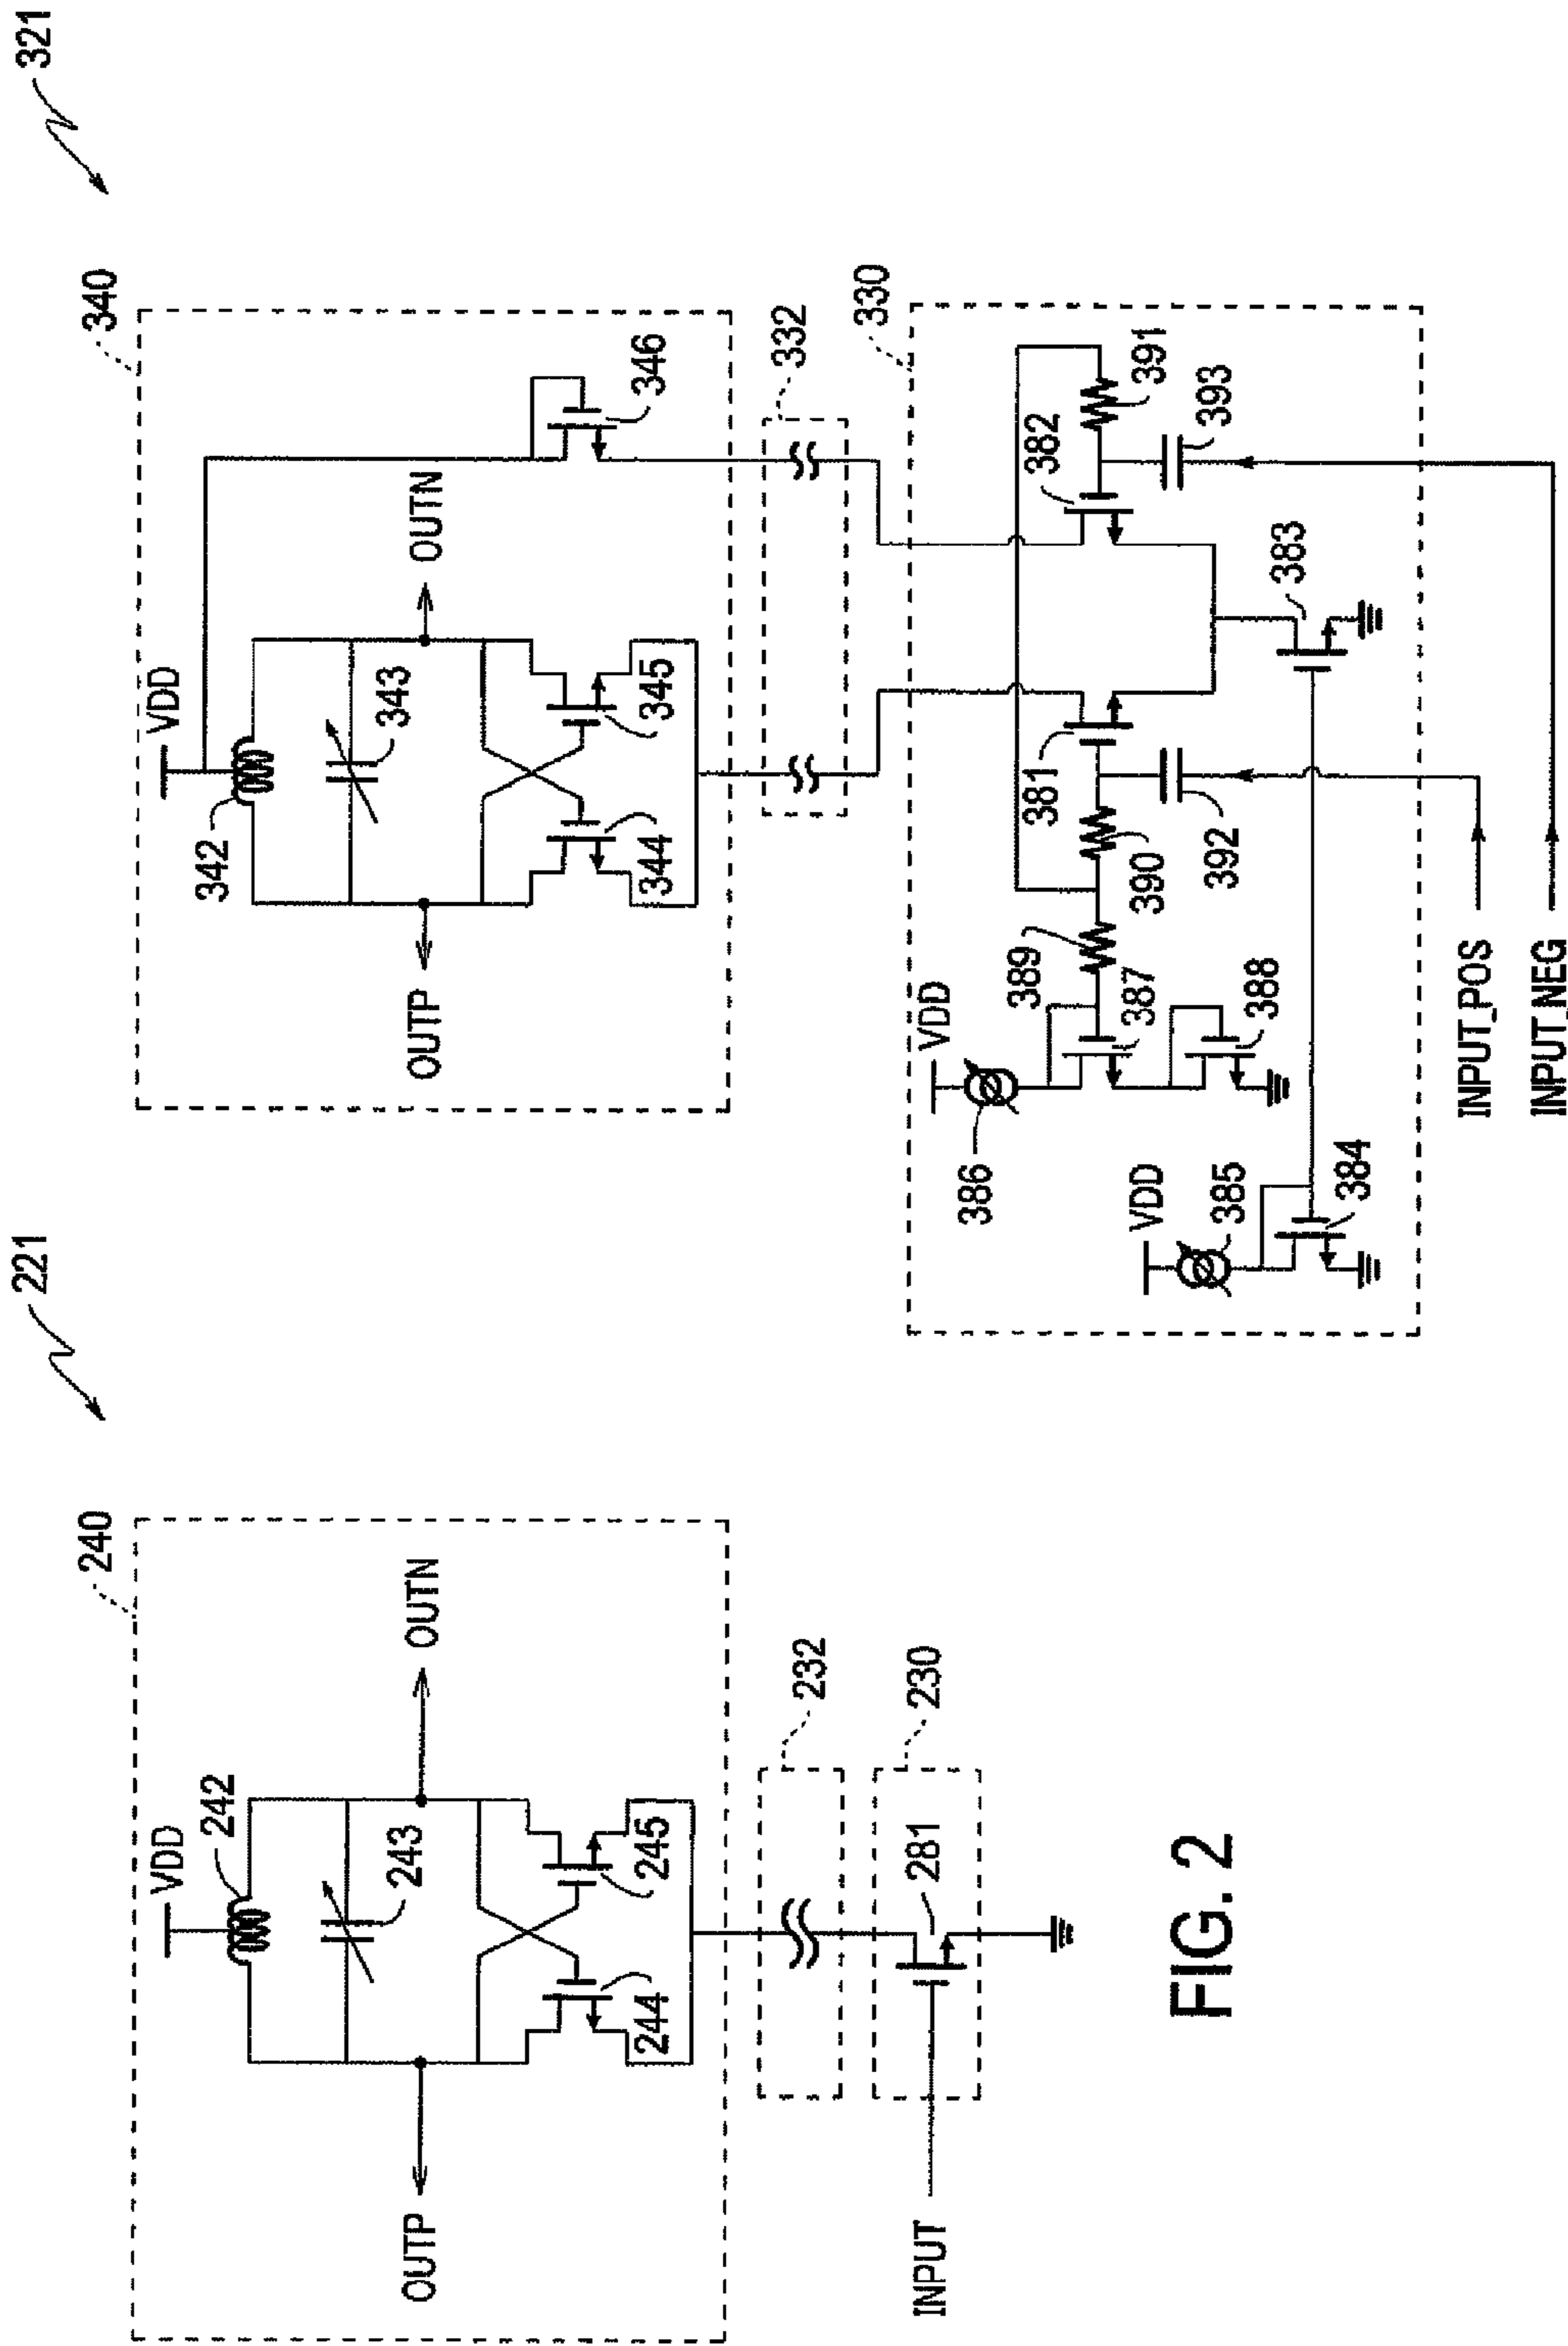 221
240
VDD
242
243
OUTP
OUTN
244
245
232
230
281
INPUT
FIG. 2
321
340
VDD
342
343
OUTP
OUTN
344
345
346
332
330
VDD
386
389
387
388
390
381
382
391
392
393
VDD
385
384
383
INPUT_POS
INPUT_NEG